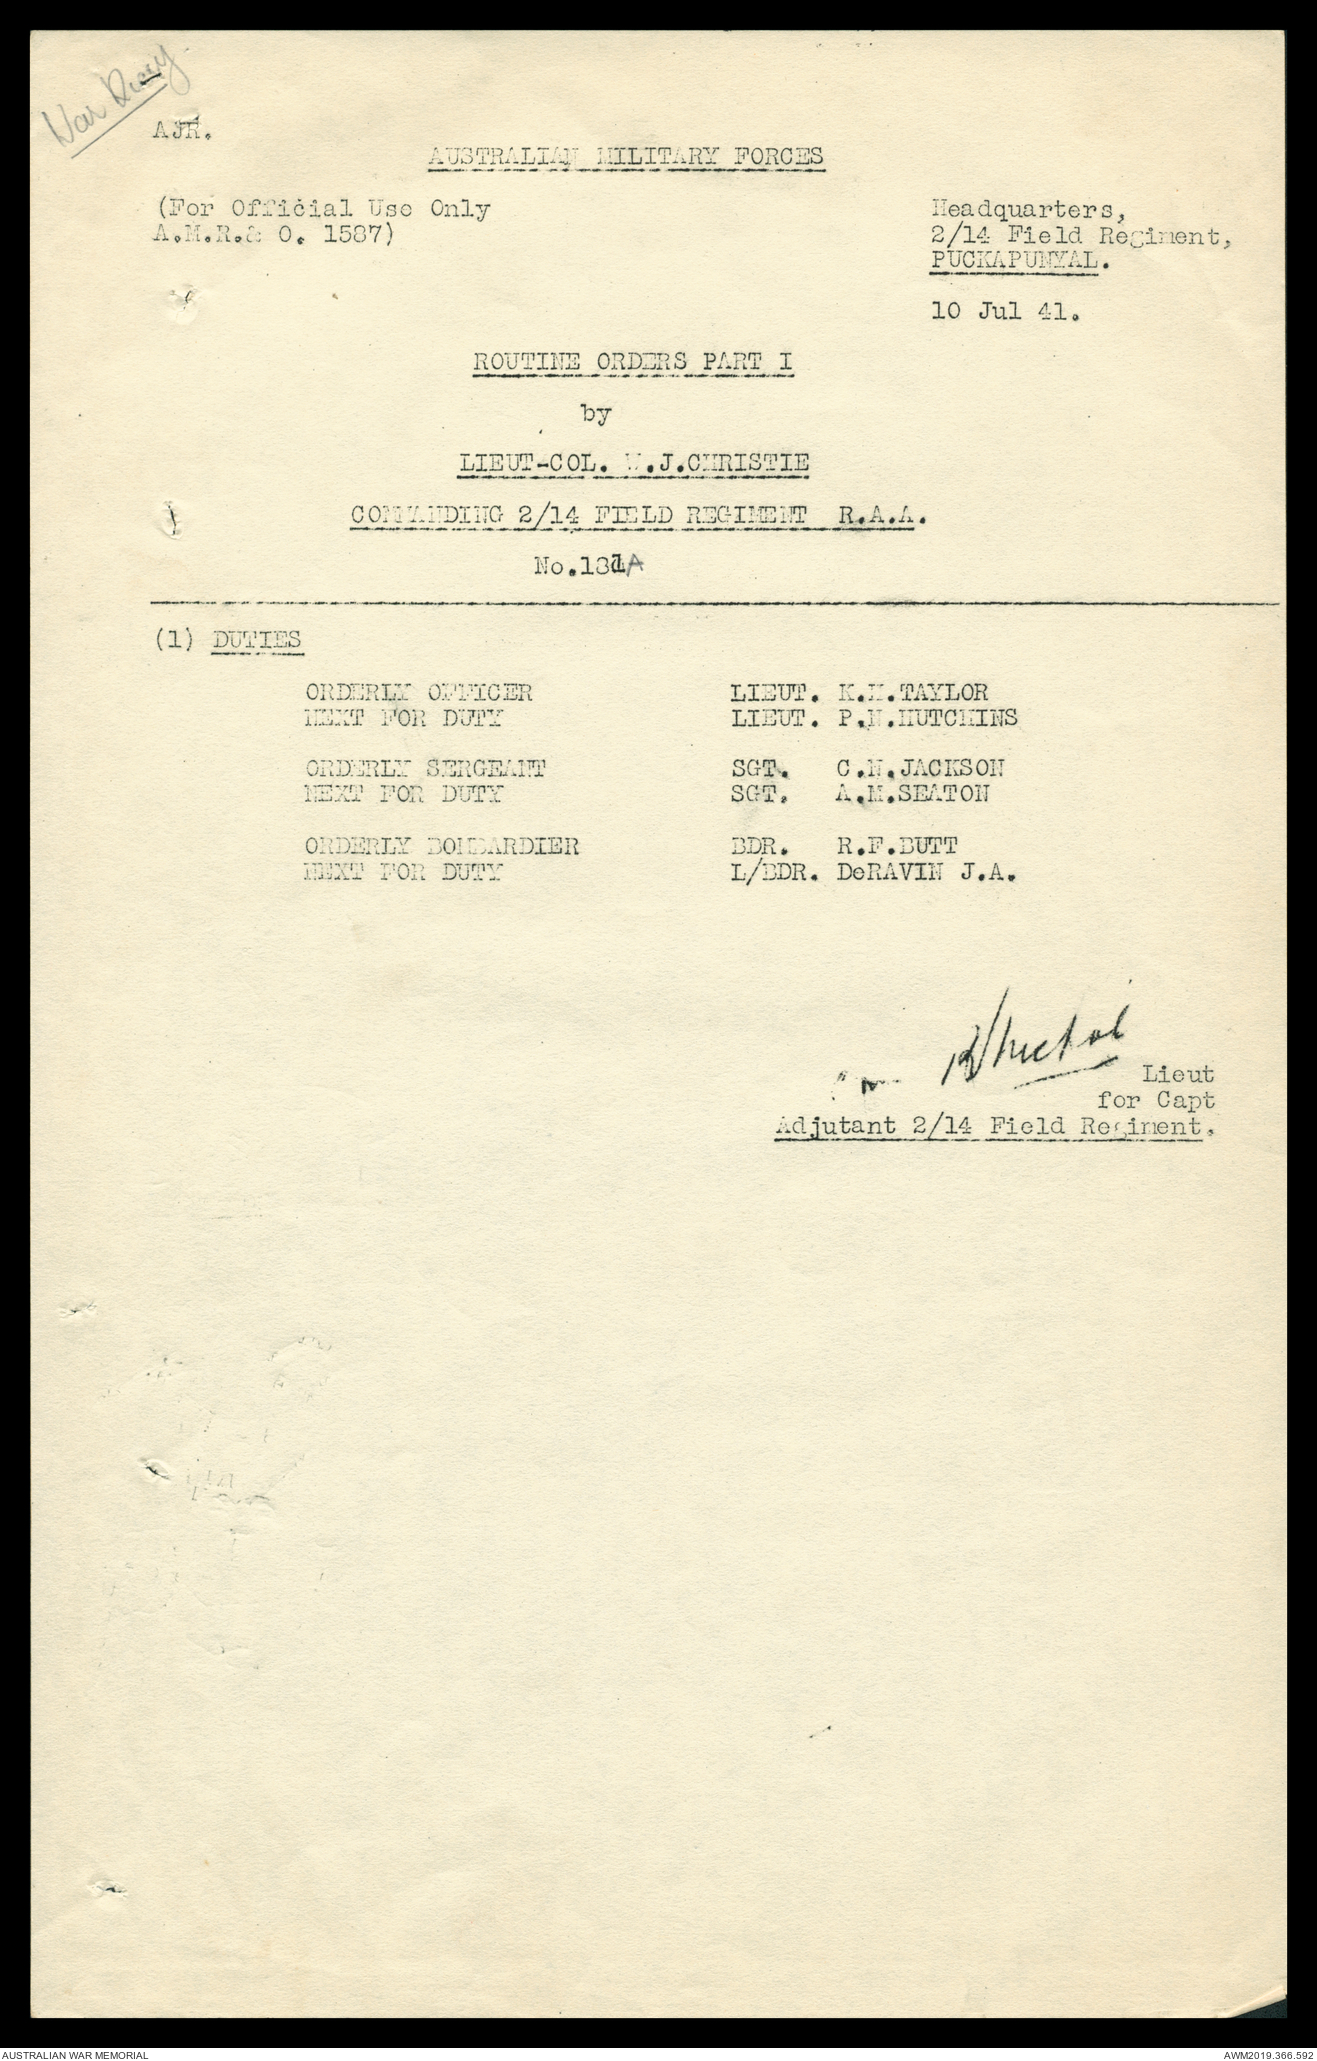 War Diary
AJR.
AUSTRALIAN MILITARY FORCES
(For Official Use Only
A.M.R.& O. 1587)
Headquarters,
2/14 Field Regiment,
PUCKAPUNYAL.
10 Jul 41.
ROUTINE ORDERS PART I
by
LIEUT-COL. W.J.CHRISTIE
COMMANDING 2/14 FIELD REGIMENT R.A.A.
No.181A
(1) DUTIES
ORDERLY OFFICER LIEUT. K.H.TAYLOR
NEXT FOR DUTY LIEUT. P.N.HUTCHINS
ORDERLY SERGEANT SGT. C.N.JACKSON
NEXT FOR DUTY SGT. A.M.SEATON
ORDERLY BOMBARDIER BDR. R.F.BUTT
NEXT FOR DUTY L/BDR. DeRAVIN J.A.
Lieut
for Capt
Adjutant 2/14 Field Regiment.
AUSTRALIAN WAR MEMORIAL
AWM2019.366.592